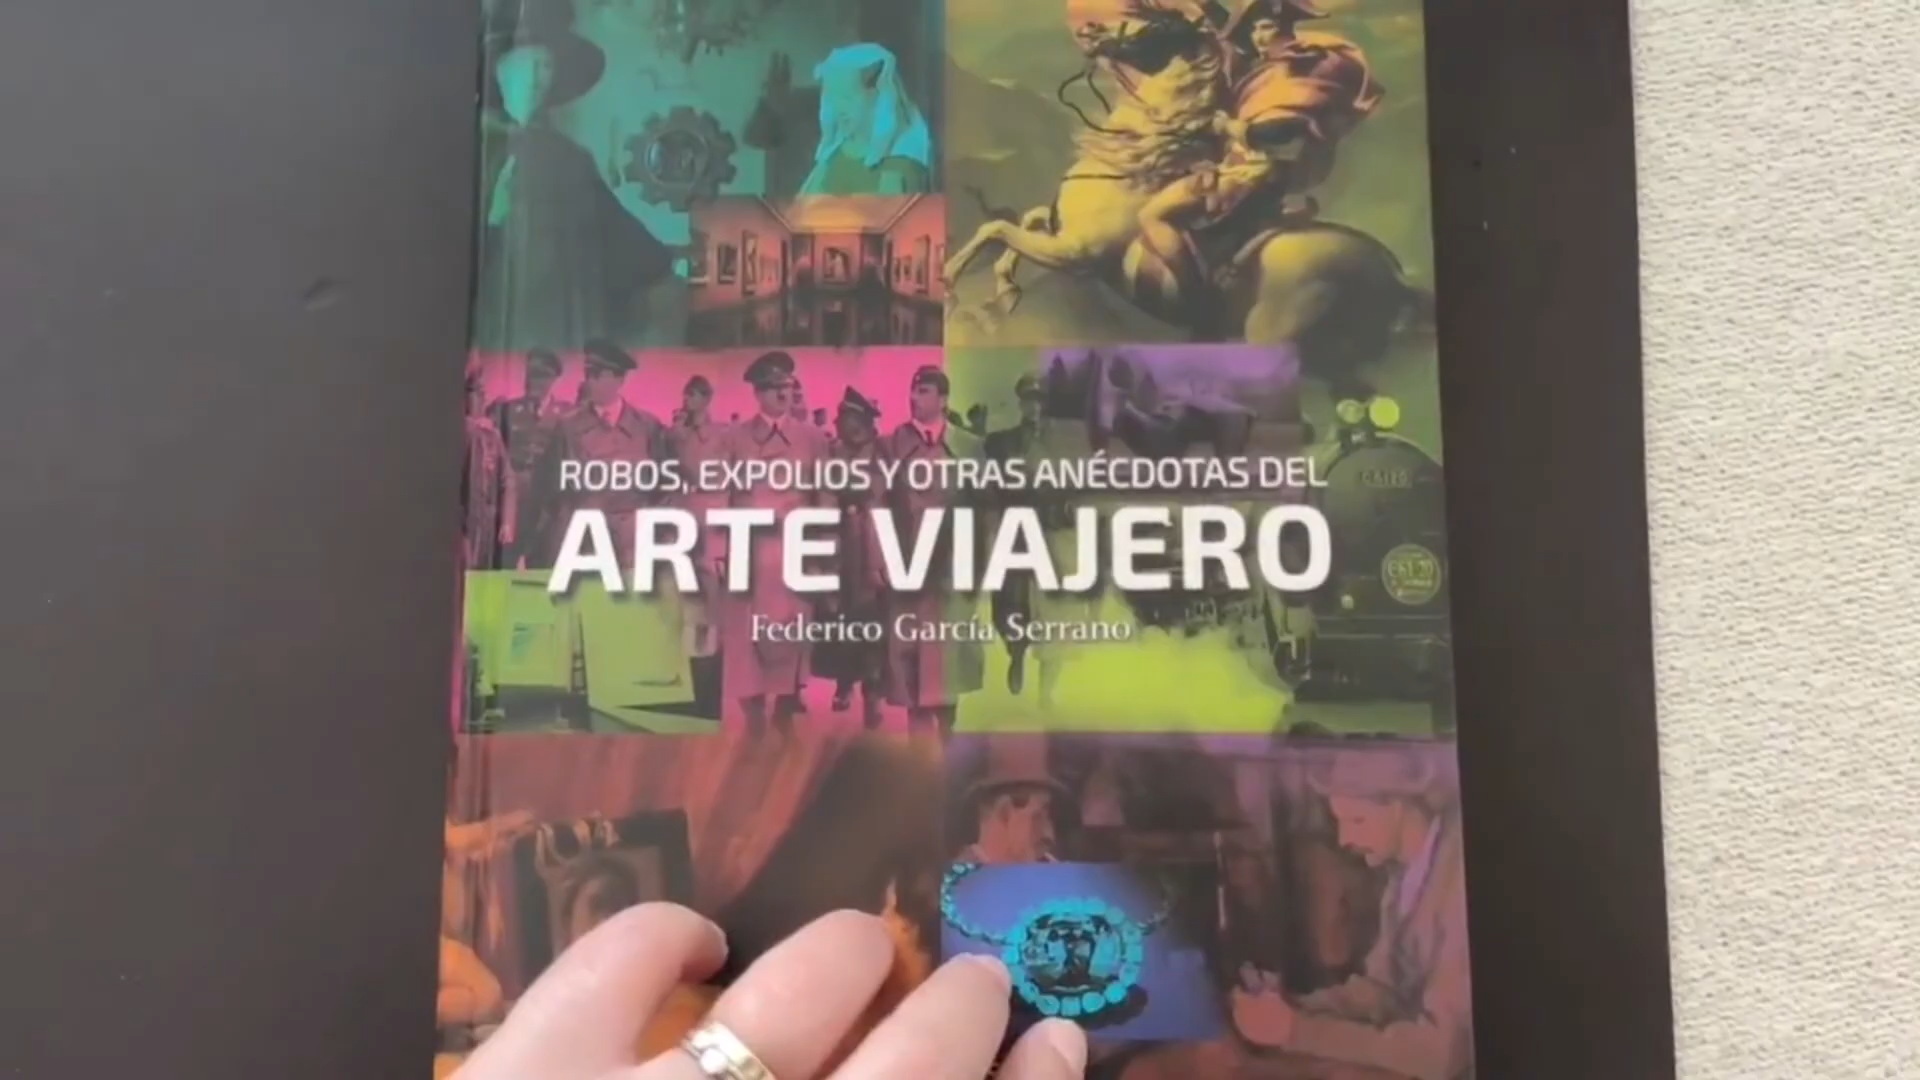 ROBOS, EXPOLIOS Y OTRAS ANÉCDOTAS DEL
ARTE VIAJERO
Federico García Serrano